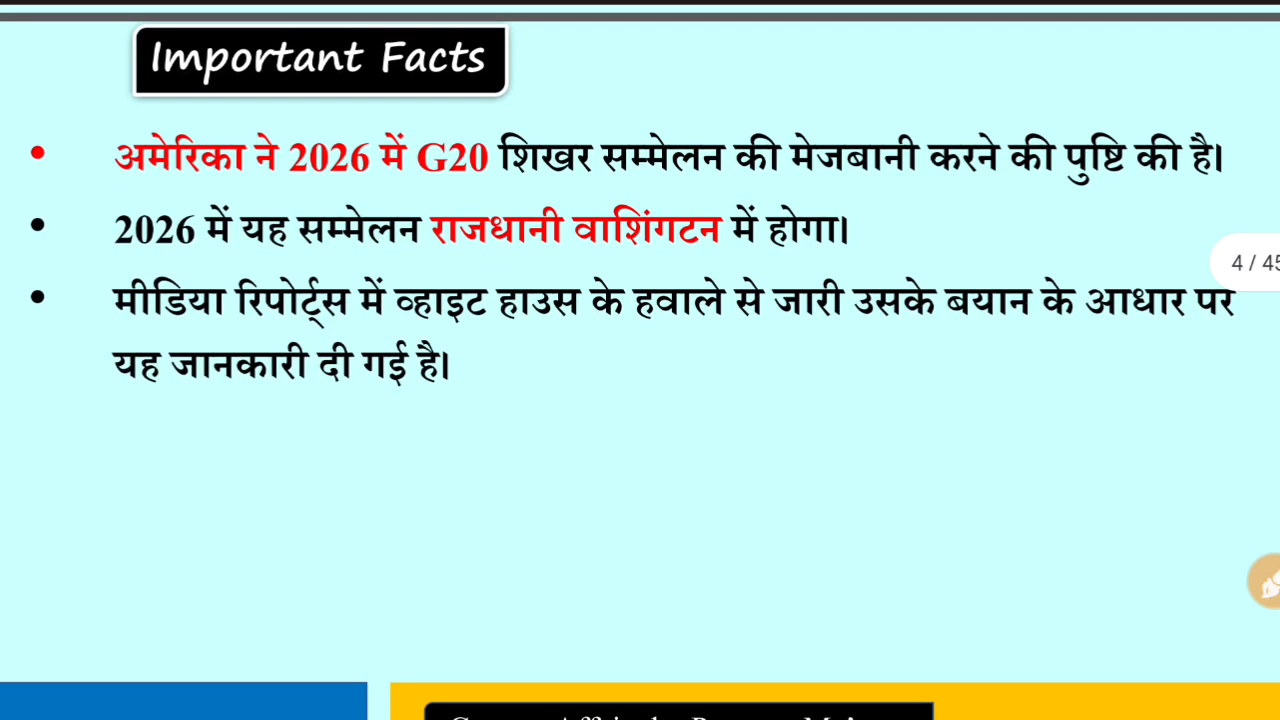 Important Facts
• अमेरिका ने 2026 में G20 शिखर सम्मेलन की मेजबानी करने की पुष्टि की है।
• 2026 में यह सम्मेलन राजधानी वाशिंगटन में होगा।
4 / 45
• मीडिया रिपोर्ट्स में व्हाइट हाउस के हवाले से जारी उसके बयान के आधार पर
यह जानकारी दी गई है।